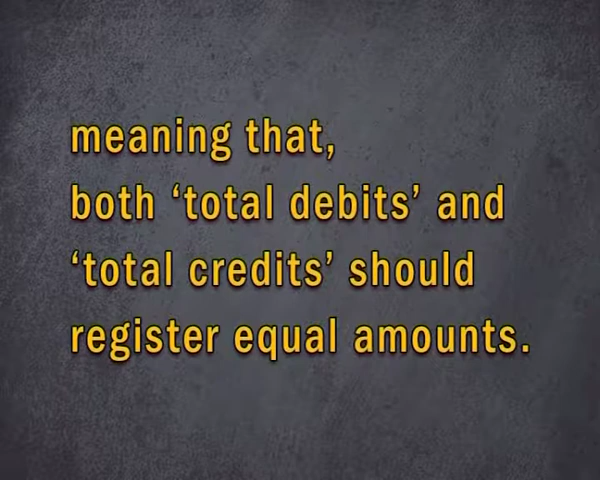 meaning that,
both ‘total debits’ and
‘total credits’ should
register equal amounts.